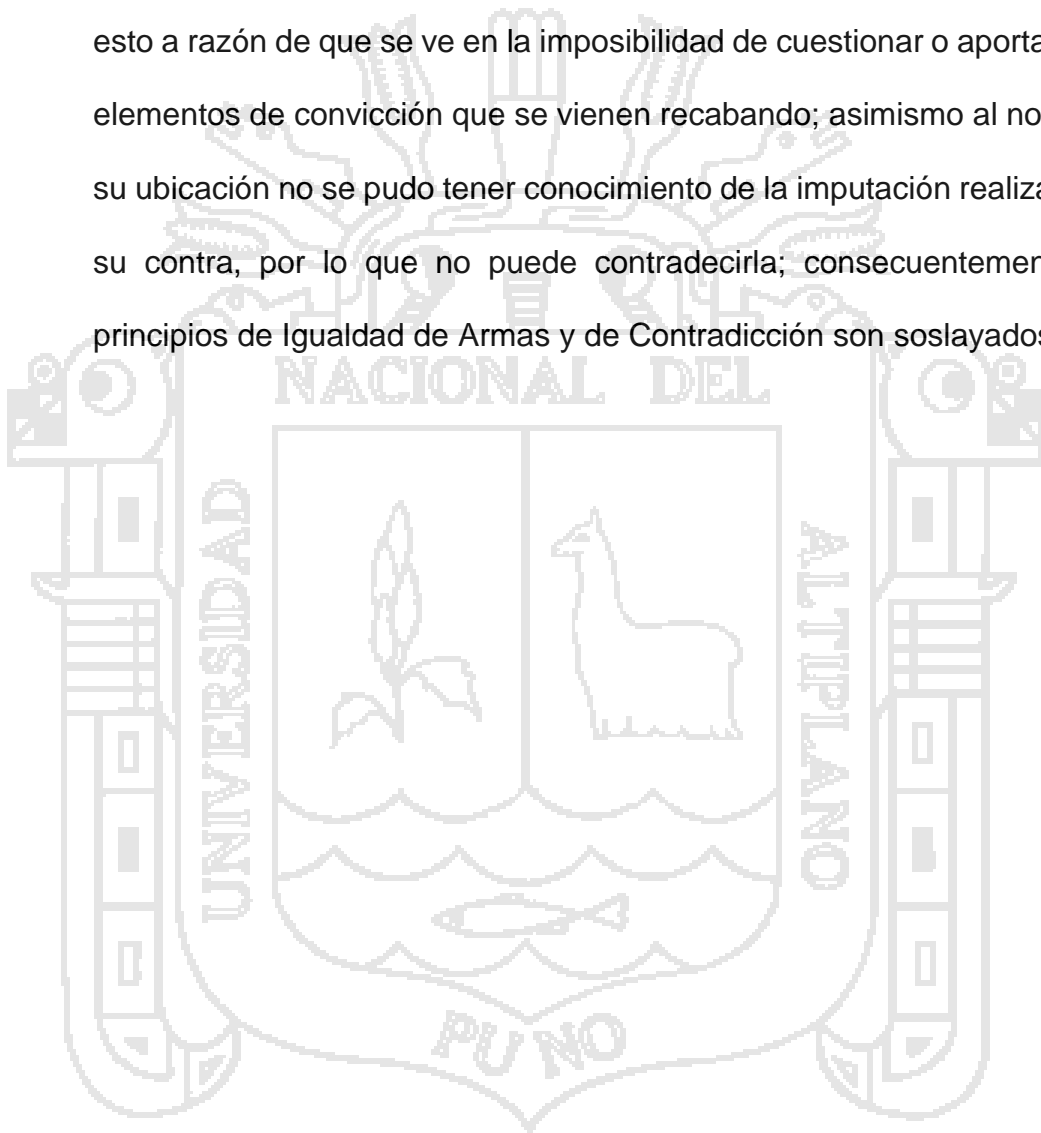 esto a razón de que se ve en la imposibilidad de cuestionar o aporta
elementos de convicción que se vienen recabando; asimismo al no
su ubicación no se pudo tener conocimiento de la imputación realiza
su contra, por lo que no puede contradecirla; consecuentemen
principios de Igualdad de Armas y de Contradicción son soslayados
NACIONAL DEL
UNIVERSIDAD
ALTIPLANO
PUNO